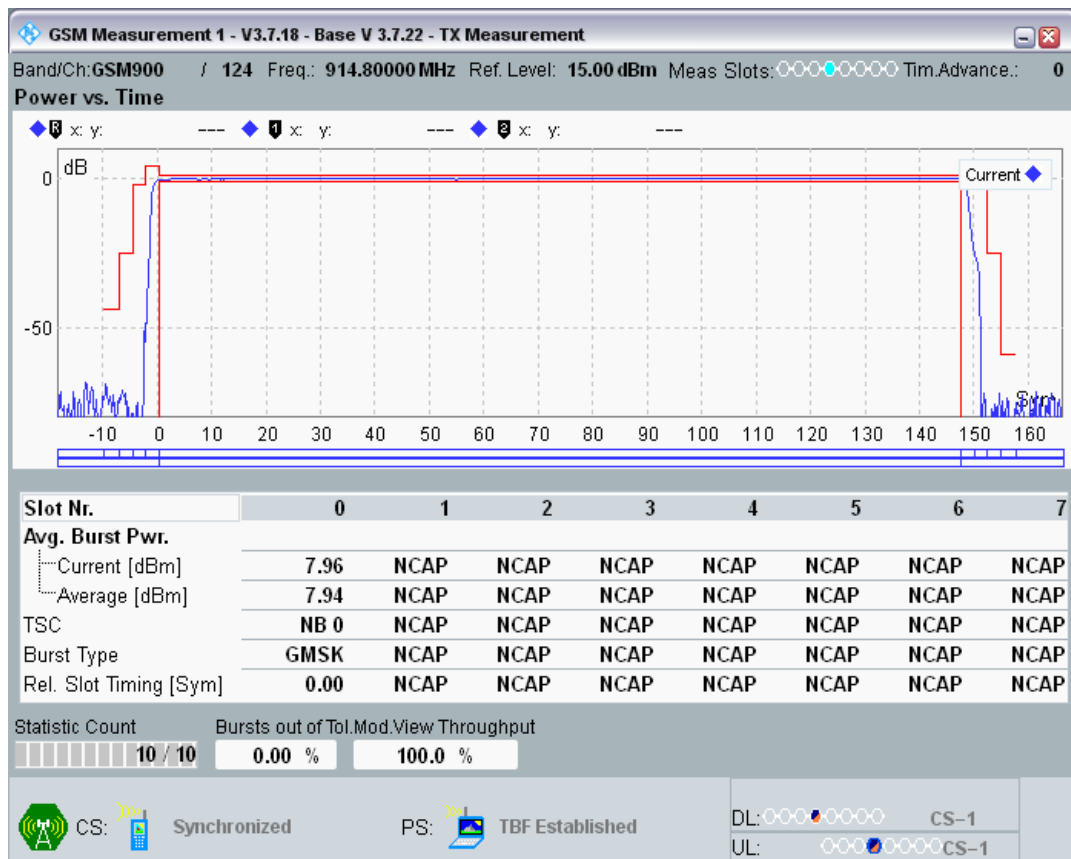 GSM Measurement 1 - V3.7.18 - Base V 3.7.22 - TX Measurement
Band/Ch:GSM900 / 124 Freq.: 914.80000 MHz Ref. Level: 15.00 dBm Meas Slots: Tim.Advance.: 0
Power vs. Time
R x: y: --- 1 x: y: --- 2 x: y: ---
dB
0
Current
-50
Sym
-10 0 10 20 30 40 50 60 70 80 90 100 110 120 130 140 150 160
Slot Nr. 0 1 2 3 4 5 6 7
Avg. Burst Pwr.
Current [dBm] 7.96 NCAP NCAP NCAP NCAP NCAP NCAP NCAP
Average [dBm] 7.94 NCAP NCAP NCAP NCAP NCAP NCAP NCAP
TSC NB 0 NCAP NCAP NCAP NCAP NCAP NCAP NCAP
Burst Type GMSK NCAP NCAP NCAP NCAP NCAP NCAP NCAP
Rel. Slot Timing [Sym] 0.00 NCAP NCAP NCAP NCAP NCAP NCAP NCAP
Statistic Count Bursts out of Tol.Mod.View Throughput
10 / 10 0.00 % 100.0 %
CS: Synchronized PS: TBF Established
DL: CS-1
UL: CS-1